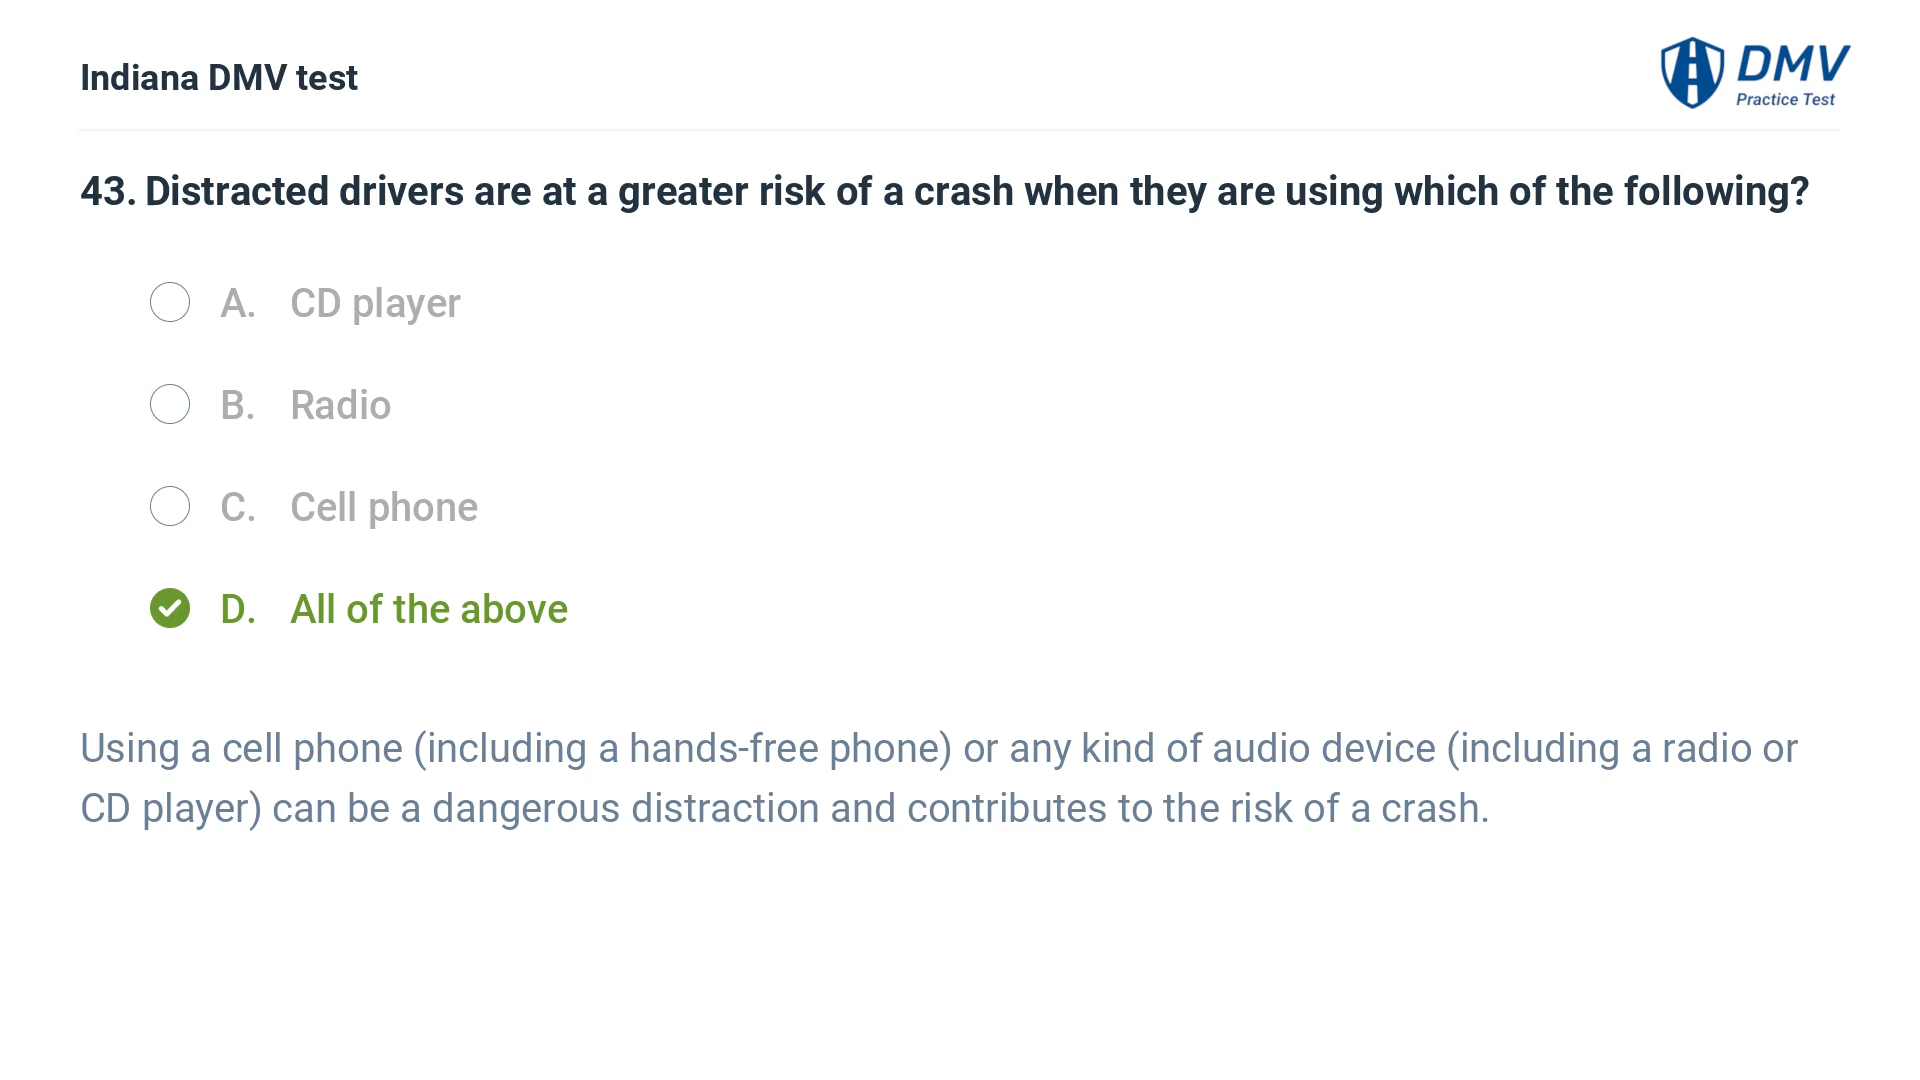 Indiana DMV test
DMV
Practice Test
43. Distracted drivers are at a greater risk of a crash when they are using which of the following?
A. CD player
B. Radio
C. Cell phone
D. All of the above
Using a cell phone (including a hands-free phone) or any kind of audio device (including a radio or
CD player) can be a dangerous distraction and contributes to the risk of a crash.